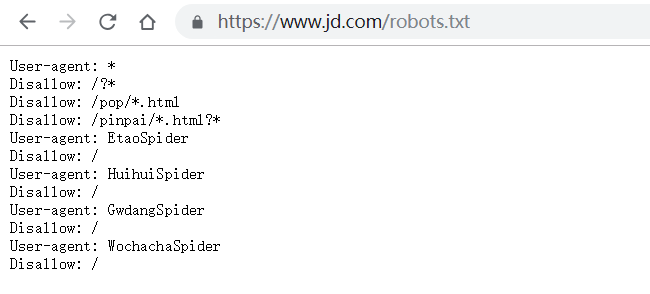 https://www.jd.com/robots.txt
User-agent: *
Disallow: /?*
Disallow: /pop/*.html
Disallow: /pinpai/*.html?*
User-agent: EtaoSpider
Disallow: /
User-agent: HuihuiSpider
Disallow: /
User-agent: GwdangSpider
Disallow: /
User-agent: WochachaSpider
Disallow: /